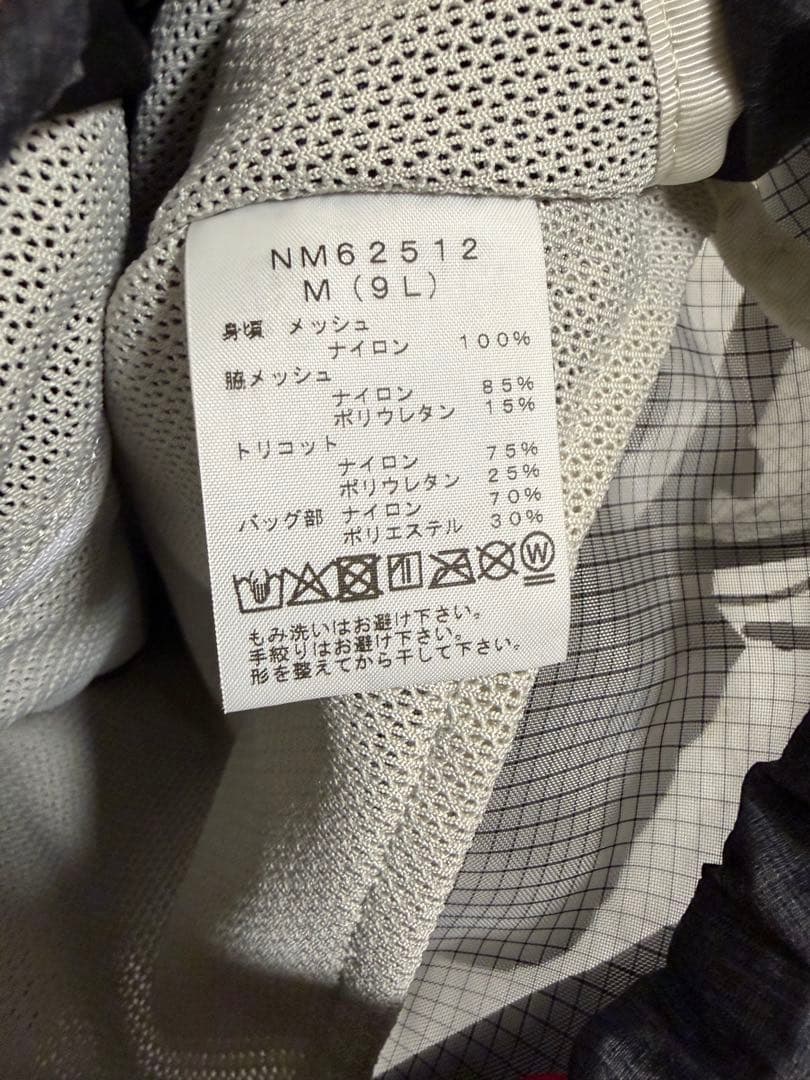 NM62512
M(9L)
身頃 メッシュ
ナイロン 100%
脇メッシュ
ナイロン 85%
ポリウレタン 15%
トリコット
ナイロン 75%
ポリウレタン 25%
バッグ部 ナイロン 70%
ポリエステル 30%
W
もみ洗いはお避け下さい。
手絞りはお避け下さい。
形を整えてから干して下さい。